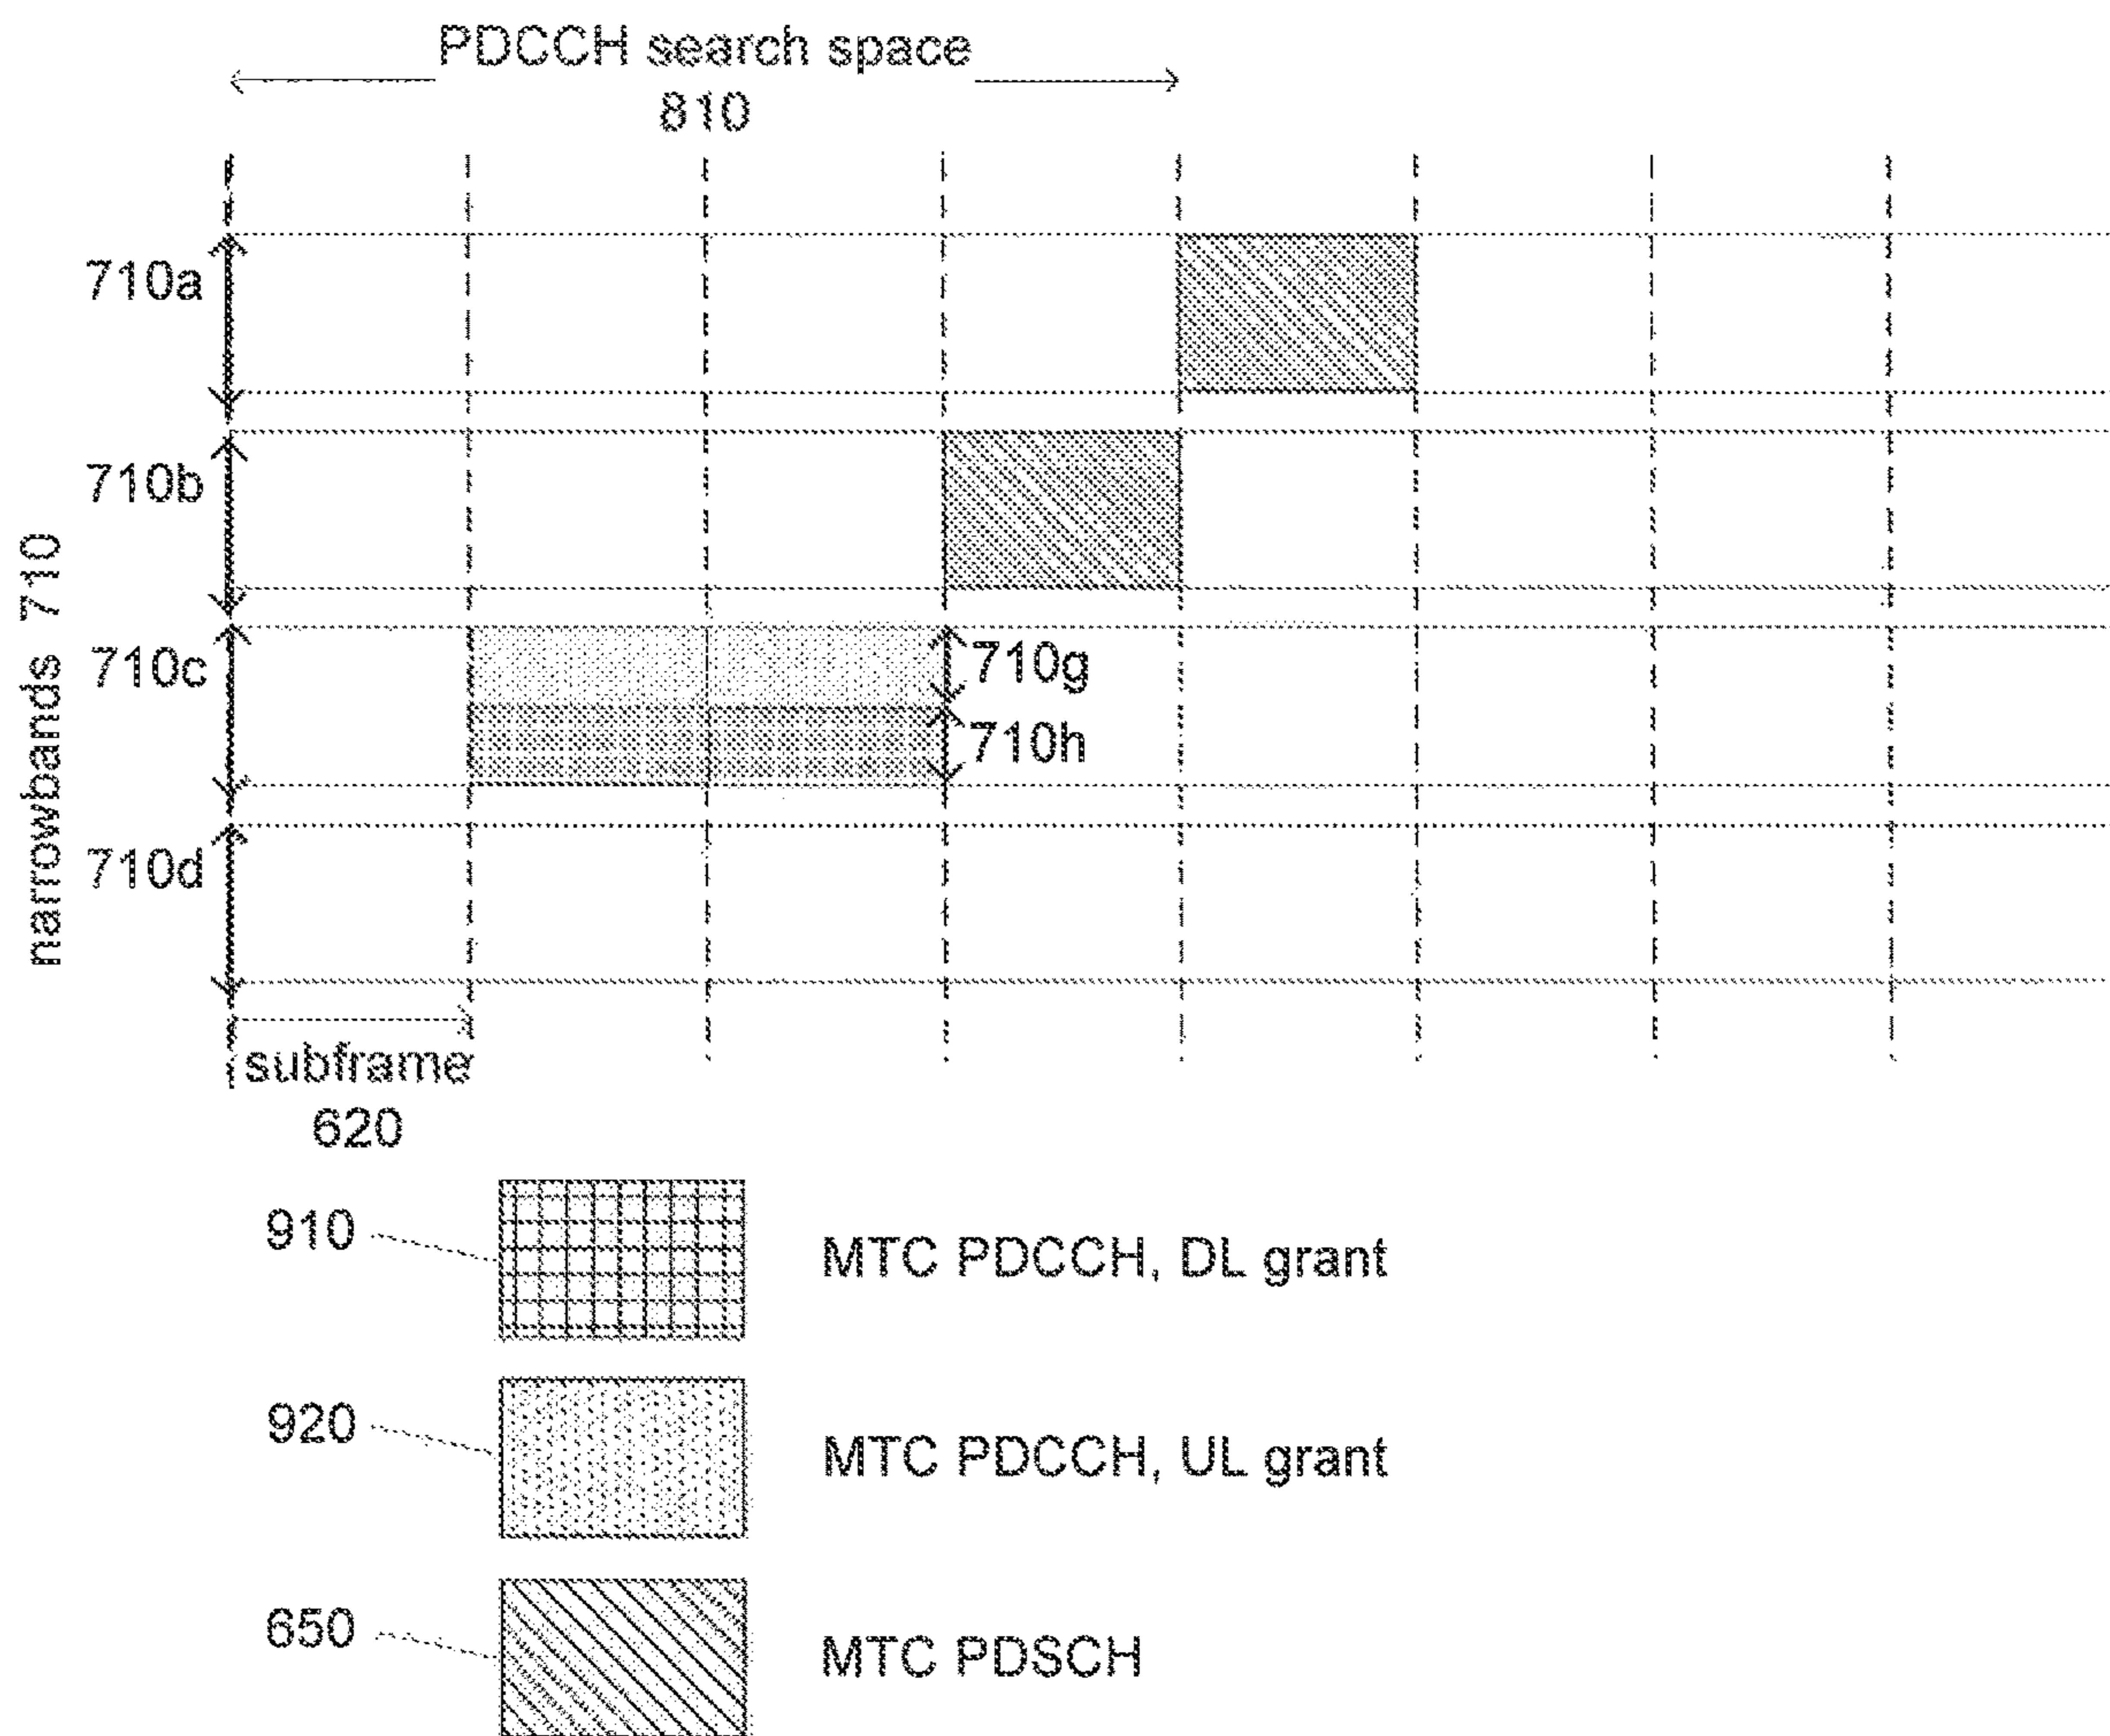 PDCCH search space
810
710a
710b
narrowbands 710
710c
710g
710h
710d
subframe
620
910
MTC PDCCH, DL grant
920
MTC PDCCH, UL grant
650
MTC PDSCH